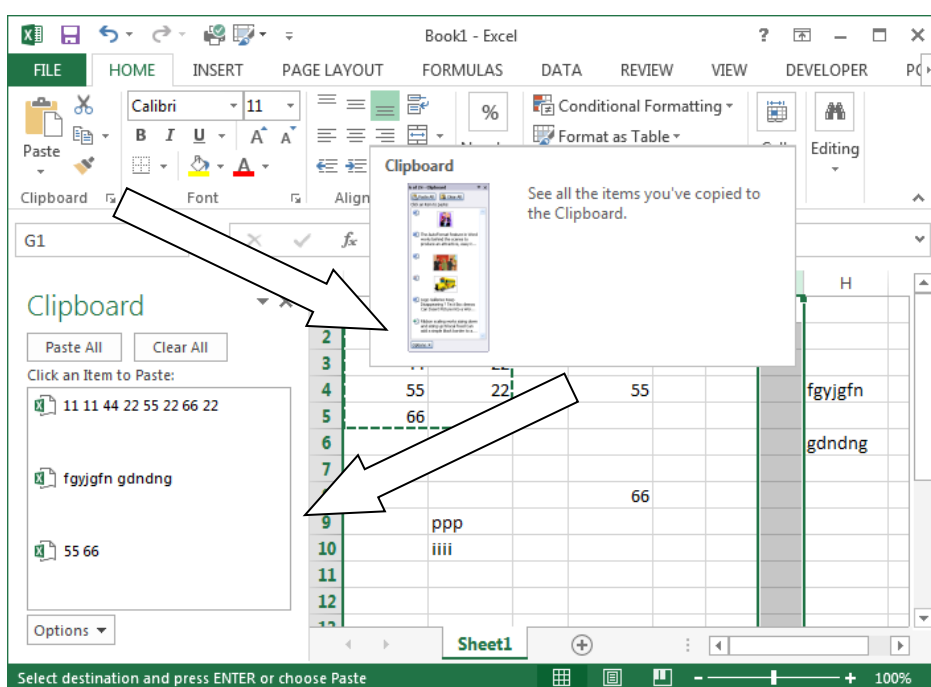 Book1 - Excel
FILE HOME INSERT PAGE LAYOUT FORMULAS DATA REVIEW VIEW DEVELOPER
Calibri 11 % Conditional Formatting
B I U A A A Format as Table
Paste Editing
Clipboard Font
G1 fx
Clipboard
See all the items you've copied to
the Clipboard.
Clipboard
Paste All Clear All
Click an Item to Paste:
11 11 44 22 55 22 66 22
fgyjgfn gdndng
55 66
Options
H
2
3
4 55 22 55 fgyjgfn
5 66
6 gdndng
7
66
9 ppp
10 iiii
11
12
Sheet1
Select destination and press ENTER or choose Paste 100%